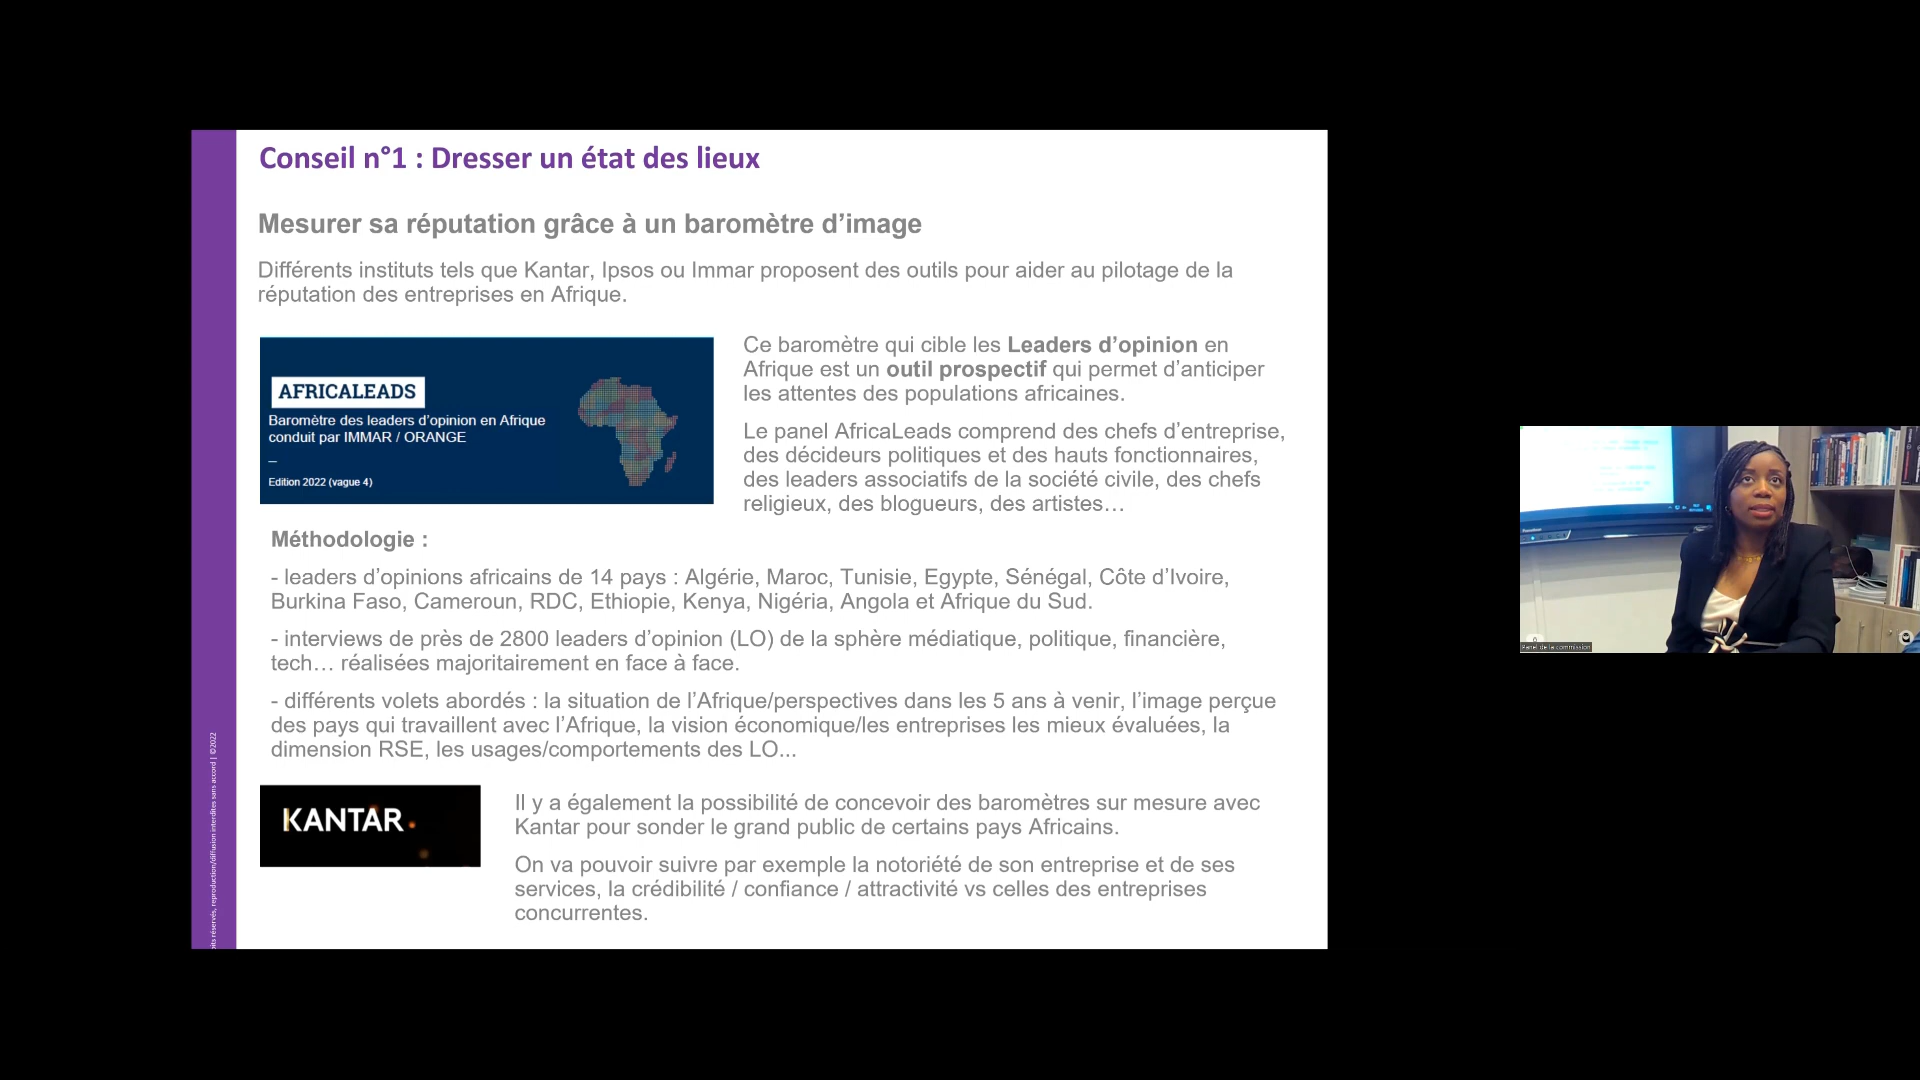 Conseil n°1 : Dresser un état des lieux
Mesurer sa réputation grâce à un baromètre d’image
Différents instituts tels que Kantar, Ipsos ou Immar proposent des outils pour aider au pilotage de la
réputation des entreprises en Afrique.
AFRICALEADS
Baromètre des leaders d’opinion en Afrique
conduit par IMMAR / ORANGE
–
Edition 2022 (vague 4)
Ce baromètre qui cible les Leaders d’opinion en
Afrique est un outil prospectif qui permet d’anticiper
les attentes des populations africaines.
Le panel AfricaLeads comprend des chefs d’entreprise,
des décideurs politiques et des hauts fonctionnaires,
des leaders associatifs de la société civile, des chefs
religieux, des blogueurs, des artistes…
Méthodologie :
- leaders d’opinions africains de 14 pays : Algérie, Maroc, Tunisie, Egypte, Sénégal, Côte d’Ivoire,
Burkina Faso, Cameroun, RDC, Ethiopie, Kenya, Nigéria, Angola et Afrique du Sud.
- interviews de près de 2800 leaders d’opinion (LO) de la sphère médiatique, politique, financière,
tech… réalisées majoritairement en face à face.
- différents volets abordés : la situation de l’Afrique/perspectives dans les 5 ans à venir, l’image perçue
des pays qui travaillent avec l’Afrique, la vision économique/les entreprises les mieux évaluées, la
dimension RSE, les usages/comportements des LO...
KANTAR
Il y a également la possibilité de concevoir des baromètres sur mesure avec
Kantar pour sonder le grand public de certains pays Africains.
On va pouvoir suivre par exemple la notoriété de son entreprise et de ses
services, la crédibilité / confiance / attractivité vs celles des entreprises
concurrentes.
réservés, reproduction/diffusion interdites sans accord | ©2022
Panel de la commission